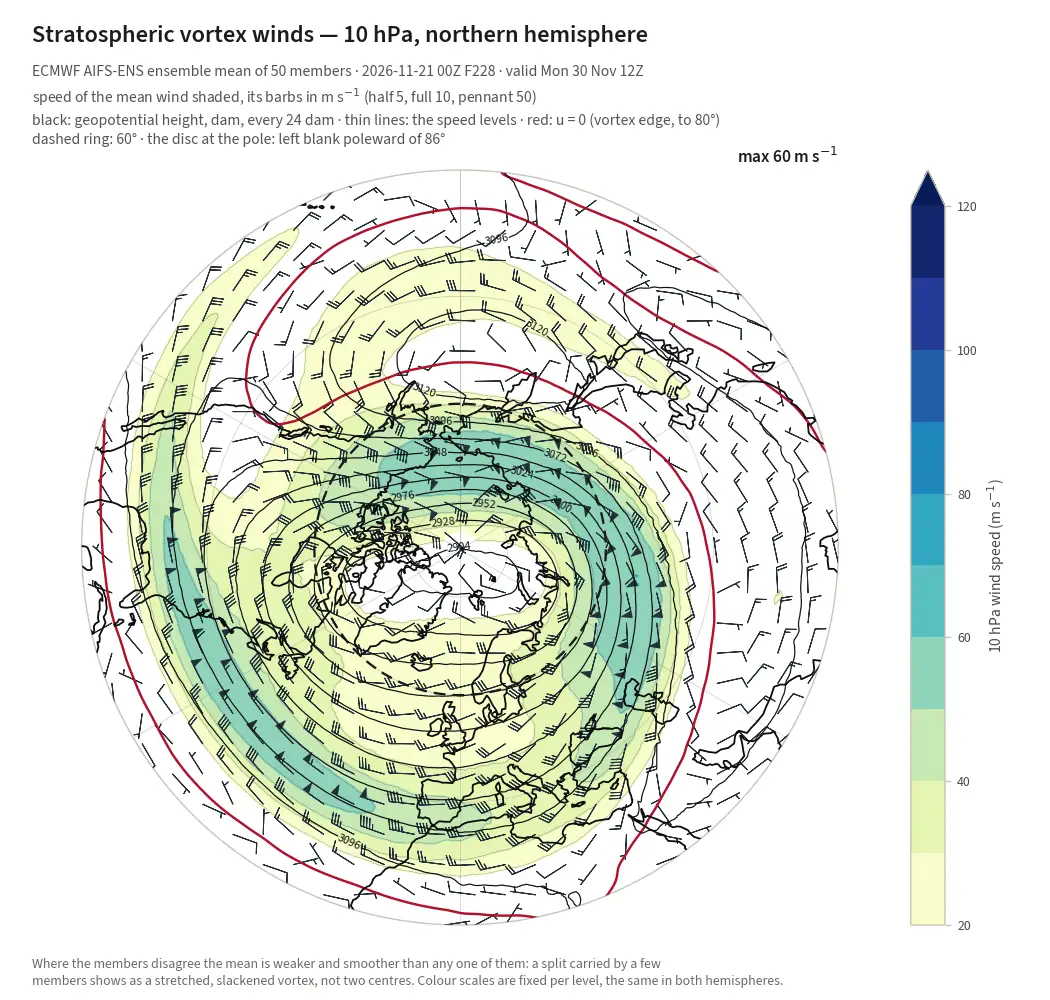 Stratospheric vortex winds — 10 hPa, northern hemisphere
ECMWF AIFS-ENS ensemble mean of 50 members · 2026-11-21 00Z F228 · valid Mon 30 Nov 12Z
speed of the mean wind shaded, its barbs in m s⁻¹ (half 5, full 10, pennant 50)
black: geopotential height, dam, every 24 dam · thin lines: the speed levels · red: u = 0 (vortex edge, to 80°)
dashed ring: 60° · the disc at the pole: left blank poleward of 86°
max 60 m s⁻¹
120
100
80
60
40
20
10 hPa wind speed (m s⁻¹)
3096
3120
3120
3072
3024
2976
2952
2928
3096
Where the members disagree the mean is weaker and smoother than any one of them: a split carried by a few
members shows as a stretched, slackened vortex, not two centres. Colour scales are fixed per level, the same in both hemispheres.